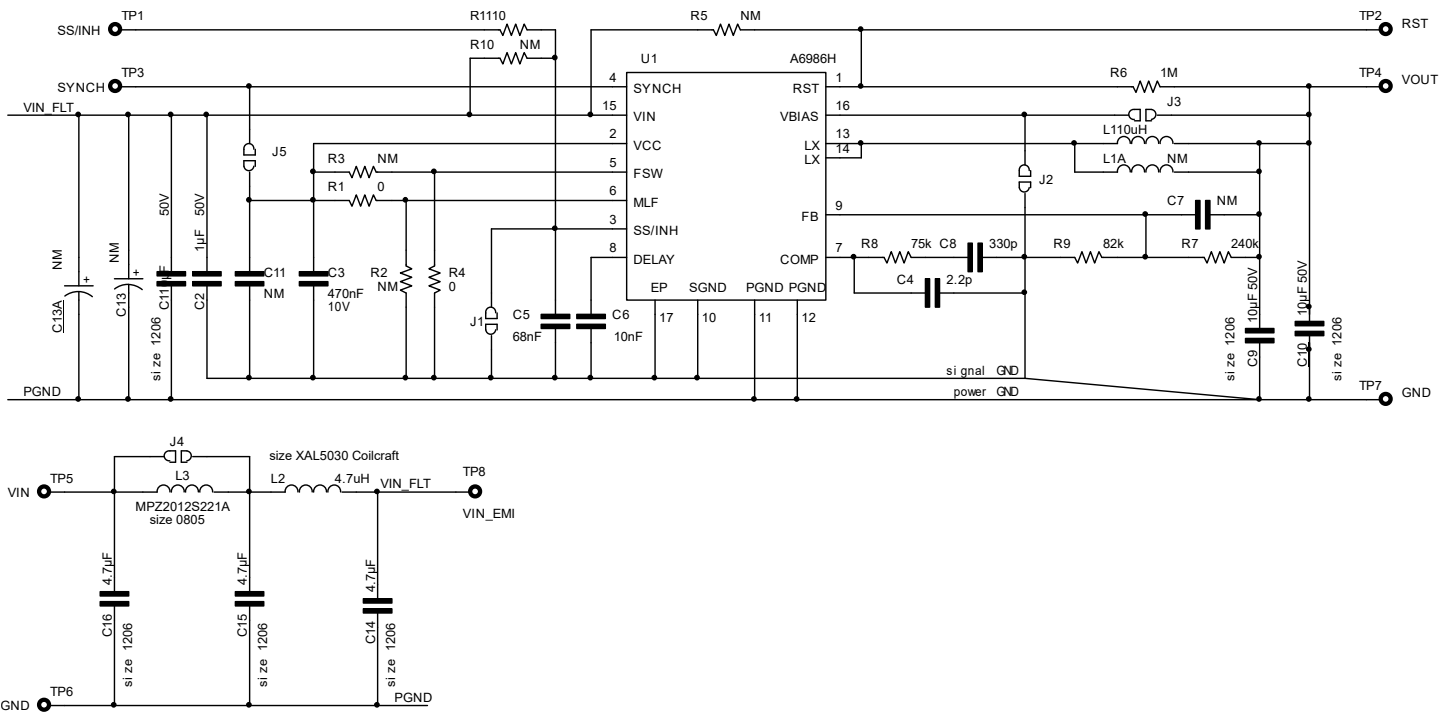 TP1
SS/INH
R1110
R10 NM
R5 NM
TP2
RST
TP3
SYNCH
U1
A6986H
TP4
VOUT
R6 1M
VIN_FLT
4
SYNCH
15
VIN
2
VCC
5
FSW
6
MLF
3
SS/INH
8
DELAY
1
RST
16
VBIAS
13
LX
14
LX
9
FB
7
COMP
EP
SGND
PGND
PGND
17
10
11
12
J3
L110uH
L1A NM
J5
R3 NM
R1 0
J2
C7 NM
R8 75k
C8 330p
R9 82k
R7 240k
C4 2.2p
NM
C13A
NM
C13
50V
size 1206
50V
1µF
C2
C11
NM
C3
470nF
10V
R2
NM
R4
0
J1
C5
68nF
C6
10nF
10µF 50V
C9
size 1206
10µF 50V
C10
size 1206
signal GND
power GND
PGND
TP7
GND
J4
size XAL5030 Coilcraft
VIN
TP5
L3
MPZ2012S221A
size 0805
L2 4.7uH
VIN_FLT
TP8
VIN_EMI
4.7µF
C16
size 1206
4.7µF
C15
size 1206
4.7µF
C14
size 1206
GND
TP6
PGND